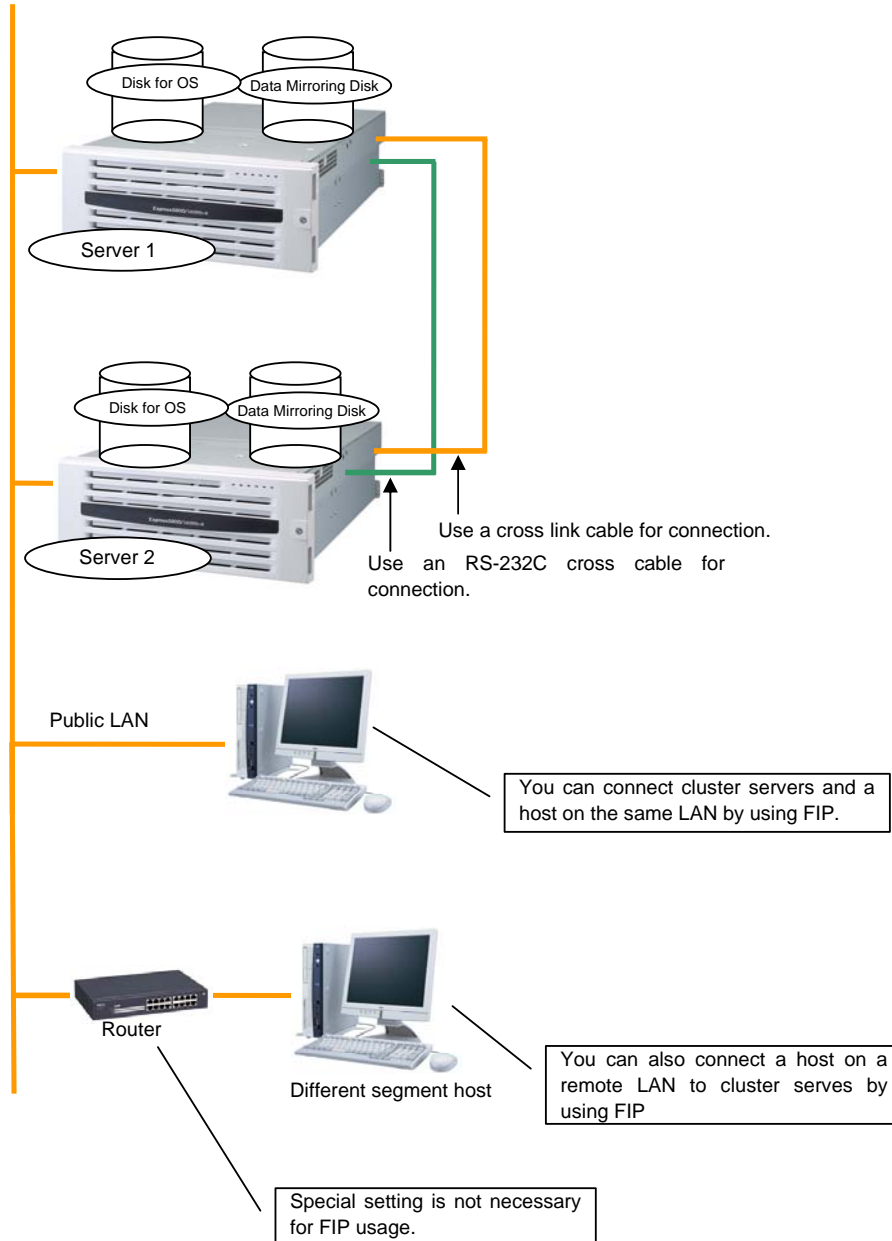 Disk for OS
Data Mirroring Disk
Server 1
Disk for OS
Data Mirroring Disk
Server 2
Use a cross link cable for connection.
Use an RS-232C cross cable for
connection.
Public LAN
You can connect cluster servers and a
host on the same LAN by using FIP.
Router
Different segment host
You can also connect a host on a
remote LAN to cluster serves by
using FIP
Special setting is not necessary
for FIP usage.